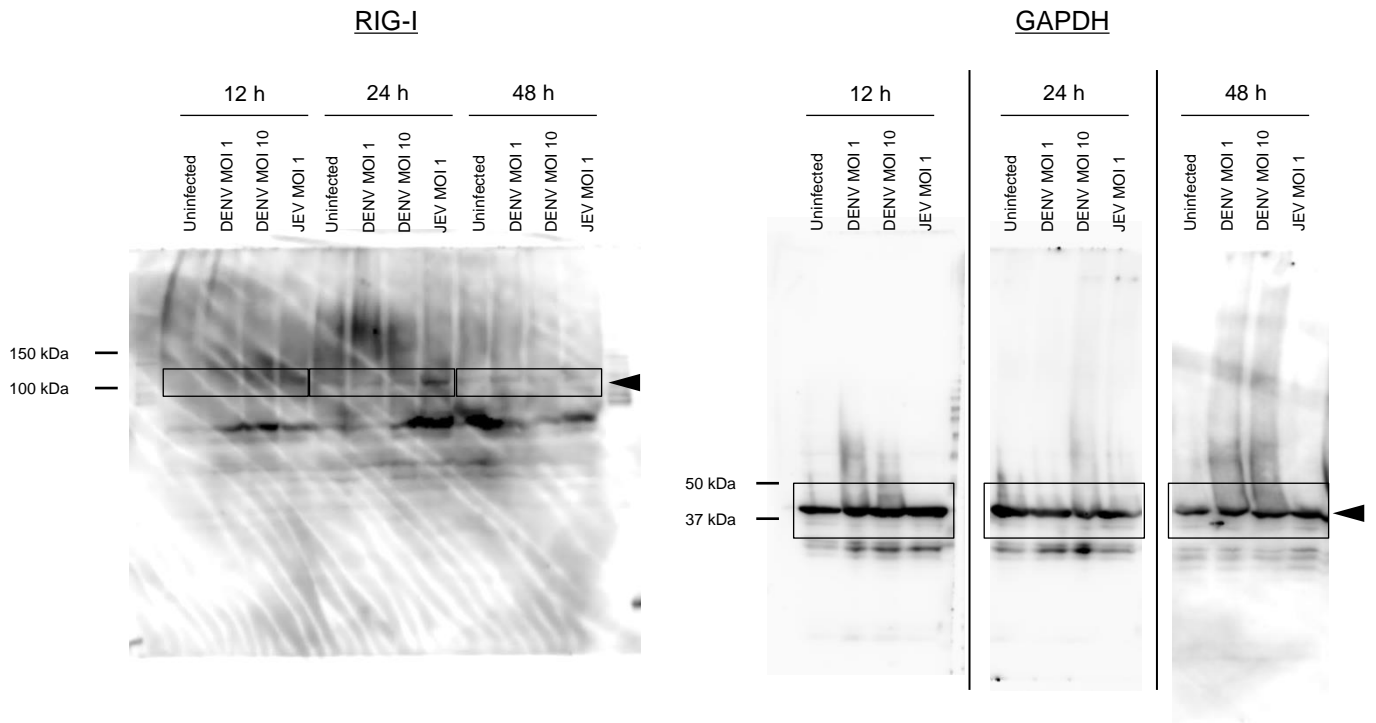 RIG-I
12 h 24 h 48 h
Uninfected DENV MOI 1 DENV MOI 10 JEV MOI 1 Uninfected DENV MOI 1 DENV MOI 10 JEV MOI 1 Uninfected DENV MOI 1 DENV MOI 10 JEV MOI 1
150 kDa
100 kDa
GAPDH
12 h 24 h 48 h
Uninfected DENV MOI 1 DENV MOI 10 JEV MOI 1 Uninfected DENV MOI 1 DENV MOI 10 JEV MOI 1 Uninfected DENV MOI 1 DENV MOI 10 JEV MOI 1
50 kDa
37 kDa